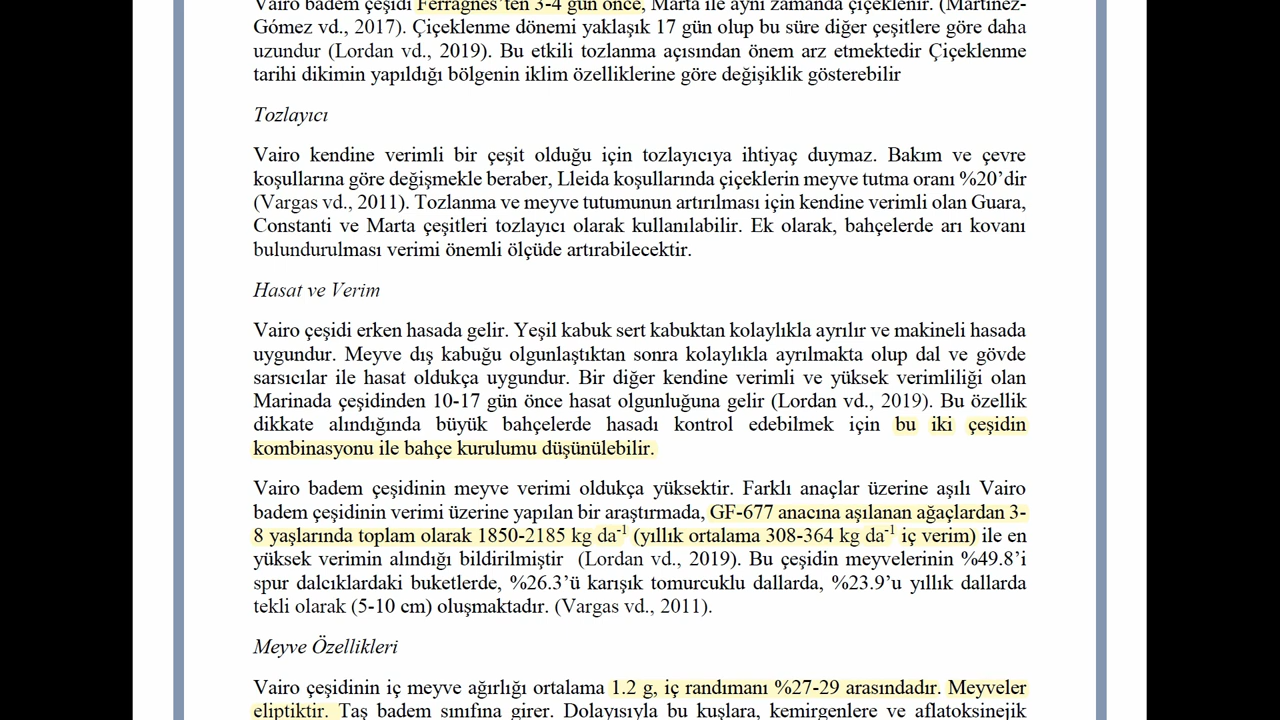 Vairo badem çeşidi Ferragnes'ten 3-4 gün önce, Marta ile aynı zamanda çiçeklenir. (Martínez-
Gómez vd., 2017). Çiçeklenme dönemi yaklaşık 17 gün olup bu süre diğer çeşitlere göre daha
uzundur (Lordan vd., 2019). Bu etkili tozlanma açısından önem arz etmektedir Çiçeklenme
tarihi dikimin yapıldığı bölgenin iklim özelliklerine göre değişiklik gösterebilir
Tozlayıcı
Vairo kendine verimli bir çeşit olduğu için tozlayıcıya ihtiyaç duymaz. Bakım ve çevre
koşullarına göre değişmekle beraber, Lleida koşullarında çiçeklerin meyve tutma oranı %20'dir
(Vargas vd., 2011). Tozlanma ve meyve tutumunun artırılması için kendine verimli olan Guara,
Constanti ve Marta çeşitleri tozlayıcı olarak kullanılabilir. Ek olarak, bahçelerde arı kovanı
bulundurulması verimi önemli ölçüde artırabilecektir.
Hasat ve Verim
Vairo çeşidi erken hasada gelir. Yeşil kabuk sert kabuktan kolaylıkla ayrılır ve makineli hasada
uygundur. Meyve dış kabuğu olgunlaştıktan sonra kolaylıkla ayrılmakta olup dal ve gövde
sarsıcılar ile hasat oldukça uygundur. Bir diğer kendine verimli ve yüksek verimliliği olan
Marinada çeşidinden 10-17 gün önce hasat olgunluğuna gelir (Lordan vd., 2019). Bu özellik
dikkate alındığında büyük bahçelerde hasadı kontrol edebilmek için bu iki çeşidin
kombinasyonu ile bahçe kurulumu düşünülebilir.
Vairo badem çeşidinin meyve verimi oldukça yüksektir. Farklı anaçlar üzerine aşılı Vairo
badem çeşidinin verimi üzerine yapılan bir araştırmada, GF-677 anacına aşılanan ağaçlardan 3-
8 yaşlarında toplam olarak 1850-2185 kg da⁻¹ (yıllık ortalama 308-364 kg da⁻¹ iç verim) ile en
yüksek verimin alındığı bildirilmiştir (Lordan vd., 2019). Bu çeşidin meyvelerinin %49.8'i
spur dalcıklardaki buketlerde, %26.3'ü karışık tomurcuklu dallarda, %23.9'u yıllık dallarda
tekli olarak (5-10 cm) oluşmaktadır. (Vargas vd., 2011).
Meyve Özellikleri
Vairo çeşidinin iç meyve ağırlığı ortalama 1.2 g, iç randımanı %27-29 arasındadır. Meyveler
eliptiktir. Taş badem sınıfına girer. Dolayısıyla bu kuşlara, kemirgenlere ve aflatoksinejik